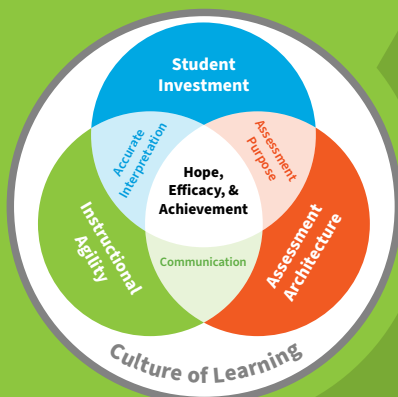 Student
Investment
Accurate
Interpretation
Assessment
Purpose
Hope,
Efficacy, &
Achievement
Instructional
Agility
Assessment
Architecture
Communication
Culture of Learning